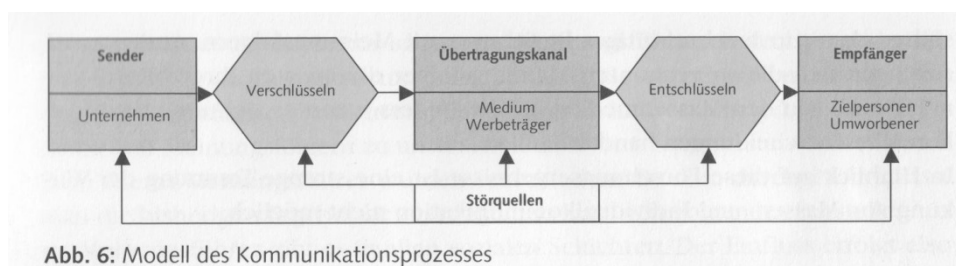 Sender
Unternehmen
Verschlüsseln
Übertragungskanal
Medium
Werbeträger
Entschlüsseln
Empfänger
Zielpersonen
Umworbener
Störquellen
Abb. 6: Modell des Kommunikationsprozesses